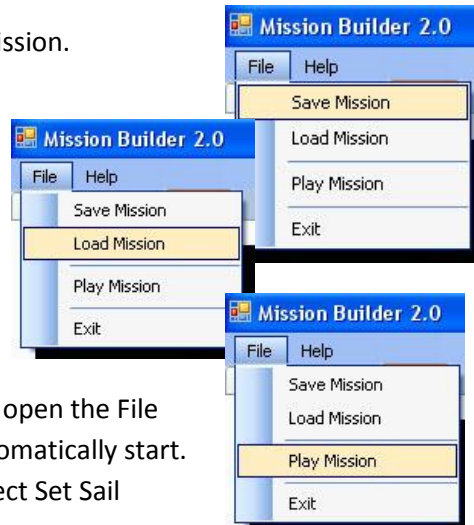 ission.
Mission Builder 2.0
File Help
Save Mission
Load Mission
Play Mission
Exit
Mission Builder 2.0
File Help
Save Mission
Load Mission
Play Mission
Exit
open the File
omatically start.
ect Set Sail
Mission Builder 2.0
File Help
Save Mission
Load Mission
Play Mission
Exit